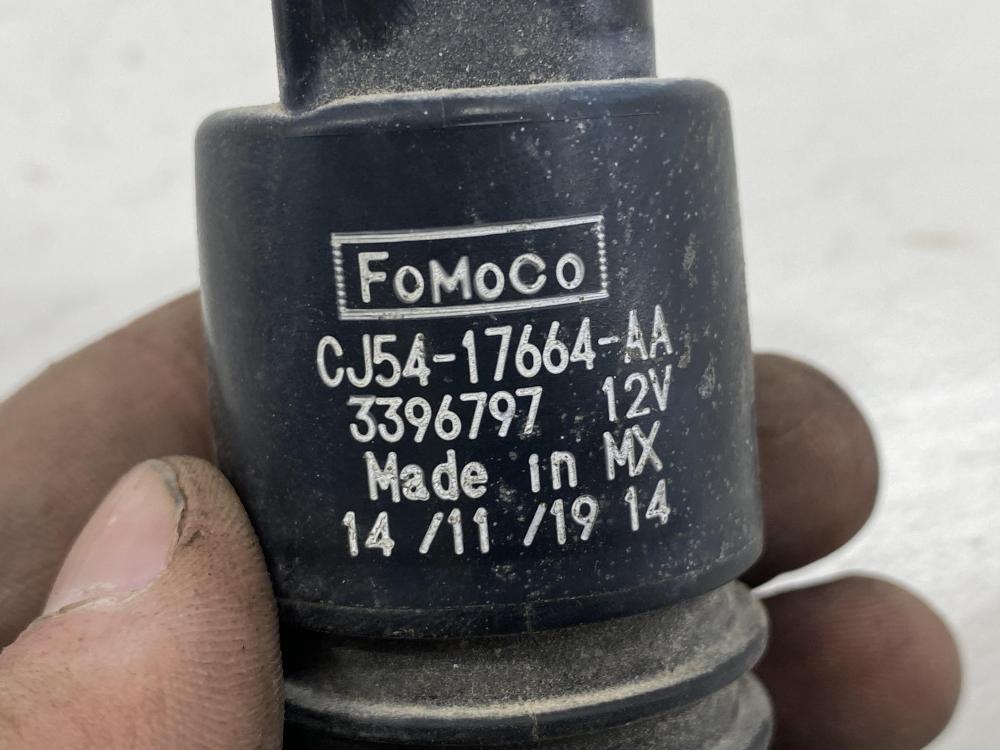 FoMoCo
CJ54-17664-AA
3396797 12V
Made in MX
14 /11 /19 14